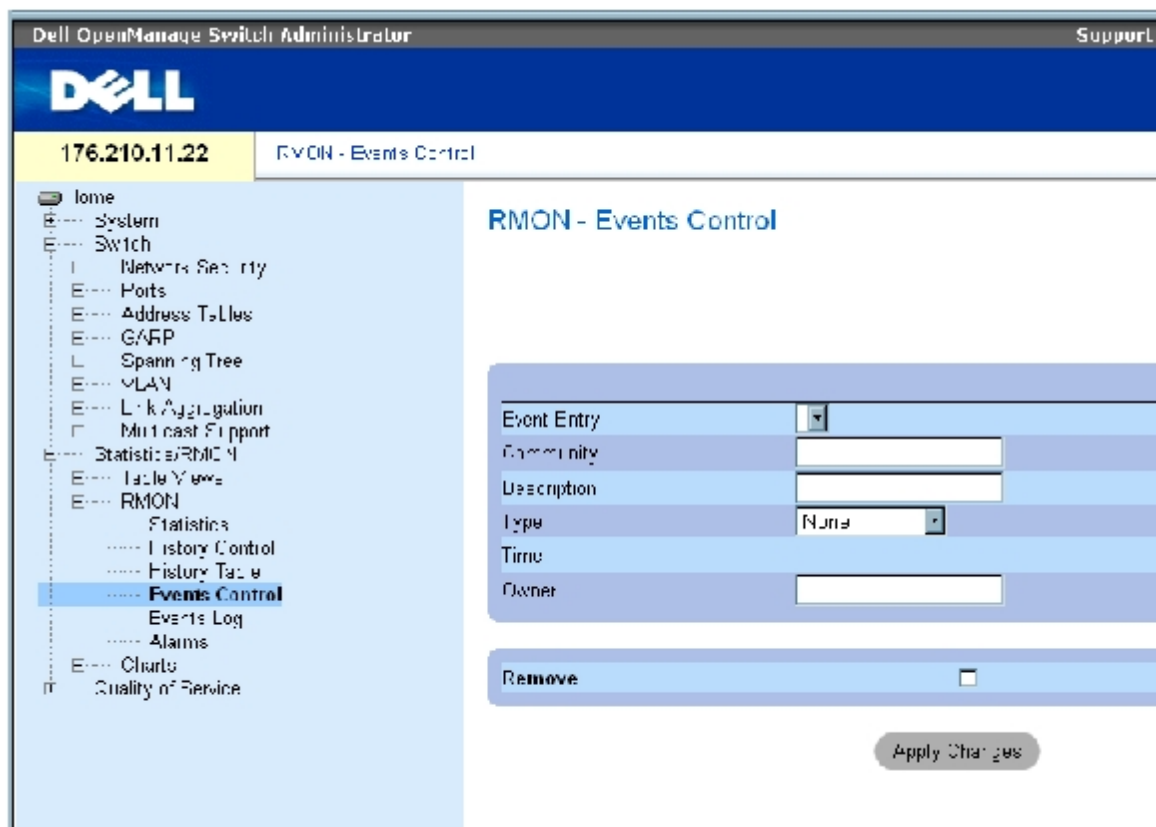 Dell OpenManage Switch Administrator
Support
DELL
176.210.11.22
RMON - Events Control
Home
System
Switch
Network Security
Ports
Address Tables
GARP
Spanning Tree
VLAN
Link Aggregation
Multicast Support
Statistics/RMON
Table Views
RMON
Statistics
History Control
History Table
Events Control
Events Log
Alarms
Charts
Quality of Service
RMON - Events Control
Event Entry
Community
Description
Type
None
Time
Owner
Remove
Apply Changes